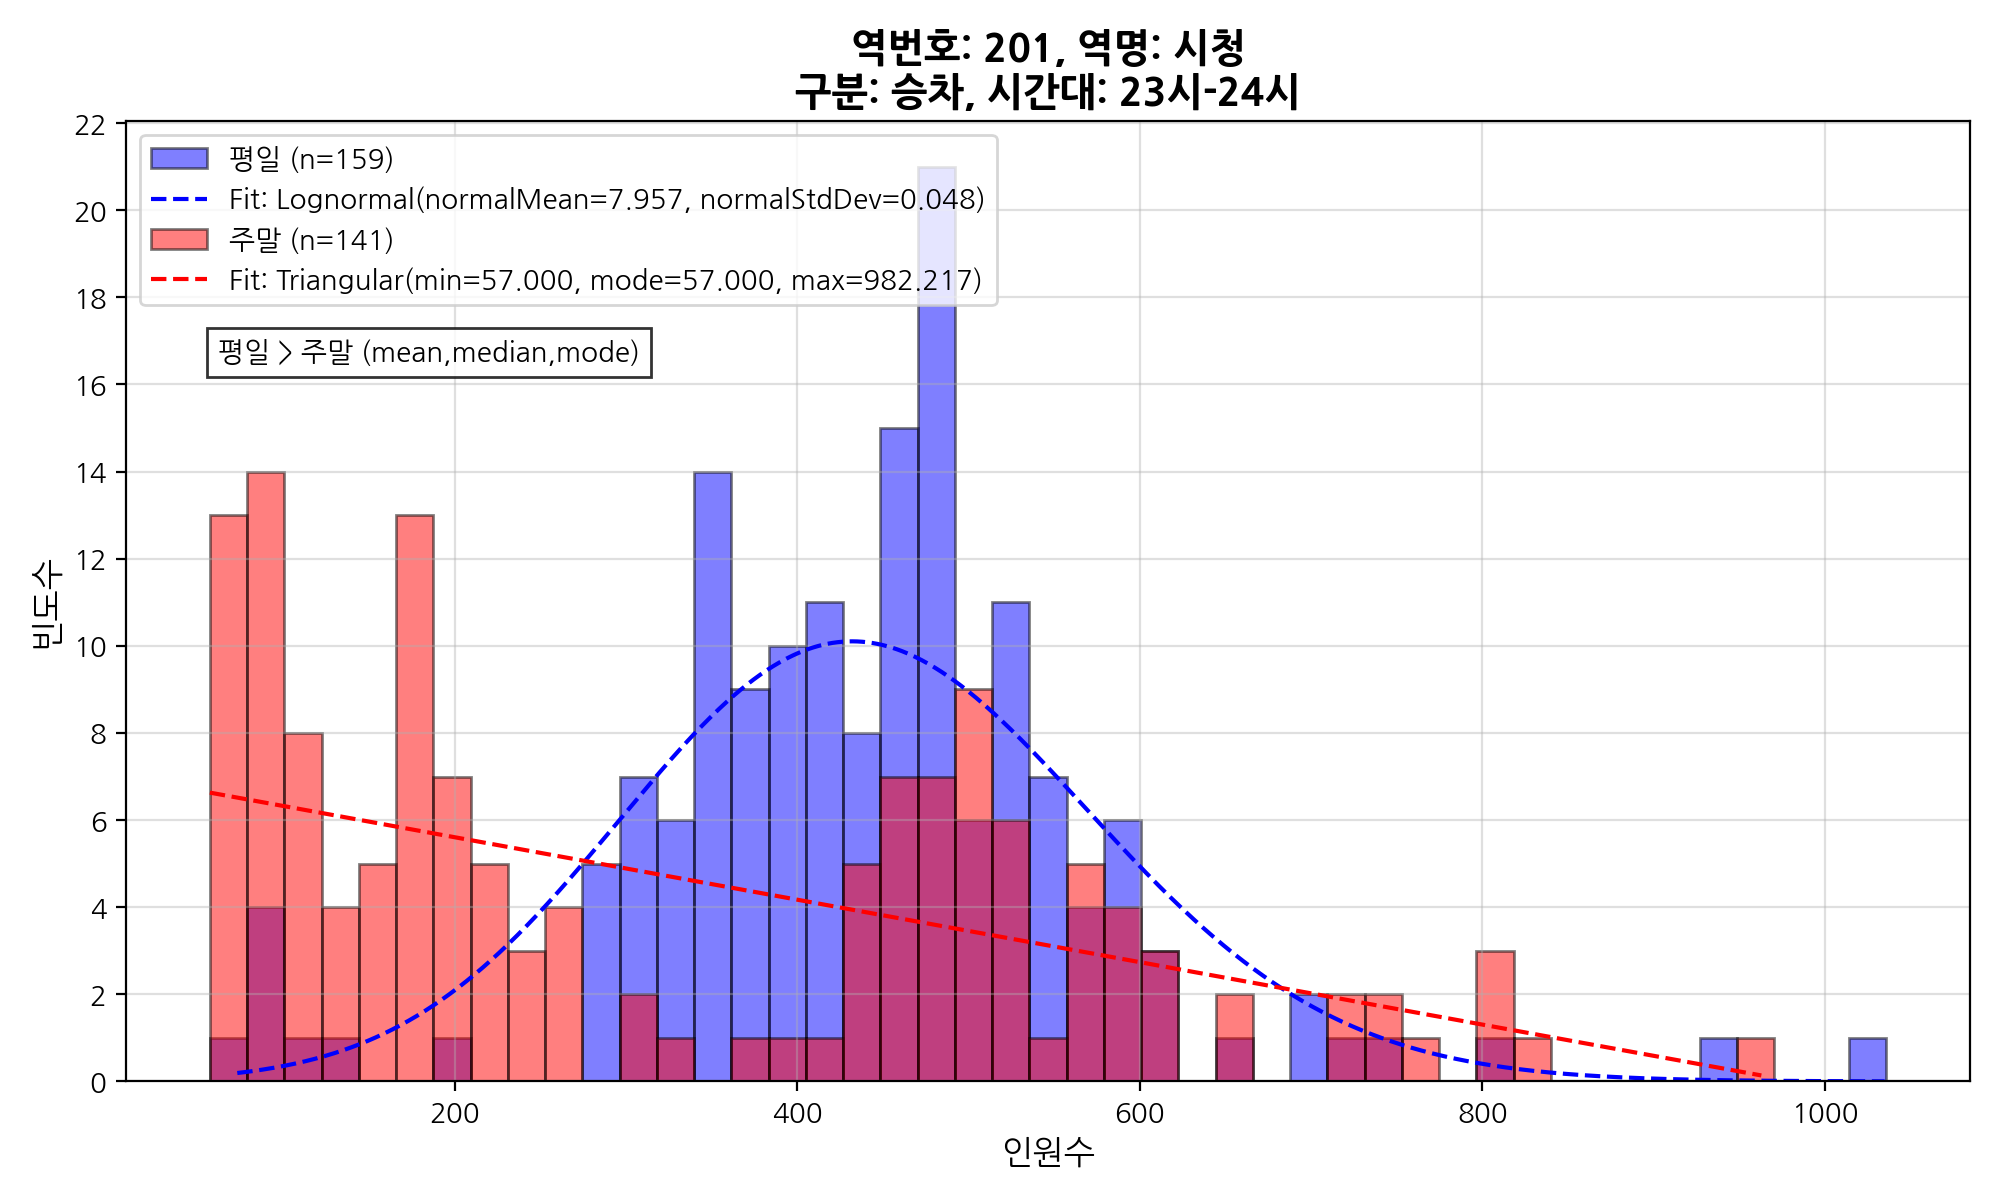 역번호: 201, 역명: 시청
구분: 승차, 시간대: 23시-24시
평일 (n=159)
Fit: Lognormal(normalMean=7.957, normalStdDev=0.048)
주말 (n=141)
Fit: Triangular(min=57.000, mode=57.000, max=982.217)
평일 > 주말 (mean,median,mode)
빈도수
22
20
18
16
14
12
10
8
6
4
2
0
200 400 600 800 1000
인원수